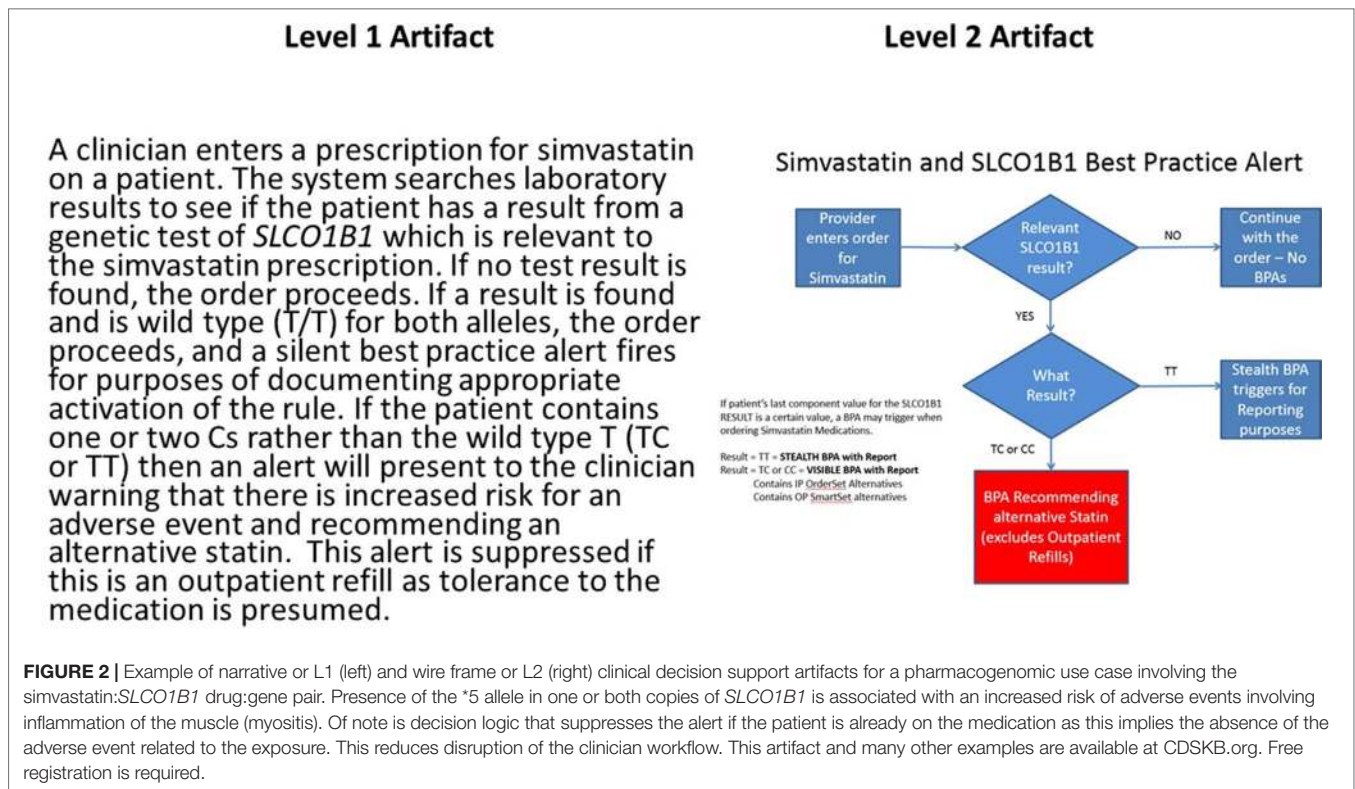 Level 1 Artifact
A clinician enters a prescription for simvastatin
on a patient. The system searches laboratory
results to see if the patient has a result from a
genetic test of SLCO1B1 which is relevant to
the simvastatin prescription. If no test result is
found, the order proceeds. If a result is found
and is wild type (T/T) for both alleles, the order
proceeds, and a silent best practice alert fires
for purposes of documenting appropriate
activation of the rule. If the patient contains
one or two Cs rather than the wild type T (TC
or TT) then an alert will present to the clinician
warning that there is increased risk for an
adverse event and recommending an
alternative statin.  This alert is suppressed if
this is an outpatient refill as tolerance to the
medication is presumed.
Level 2 Artifact
Simvastatin and SLCO1B1 Best Practice Alert
Provider
enters order
for
Simvastatin
Relevant
SLCO1B1
result?
NO
Continue
with the
order – No
BPAs
YES
What
Result?
TT
Stealth BPA
triggers for
Reporting
purposes
If patient's last component value for the SLCO1B1
RESULT is a certain value, a BPA may trigger when
ordering Simvastatin Medications.
Result = TT = STEALTH BPA with Report
Result = TC or CC = VISIBLE BPA with Report
Contains IP OrderSet Alternatives
Contains OP SmartSet alternatives
TC or CC
BPA Recommending
alternative Statin
(excludes Outpatient
Refills)
FIGURE 2 | Example of narrative or L1 (left) and wire frame or L2 (right) clinical decision support artifacts for a pharmacogenomic use case involving the
simvastatin:SLCO1B1 drug:gene pair. Presence of the *5 allele in one or both copies of SLCO1B1 is associated with an increased risk of adverse events involving
inflammation of the muscle (myositis). Of note is decision logic that suppresses the alert if the patient is already on the medication as this implies the absence of the
adverse event related to the exposure. This reduces disruption of the clinician workflow. This artifact and many other examples are available at CDSKB.org. Free
registration is required.